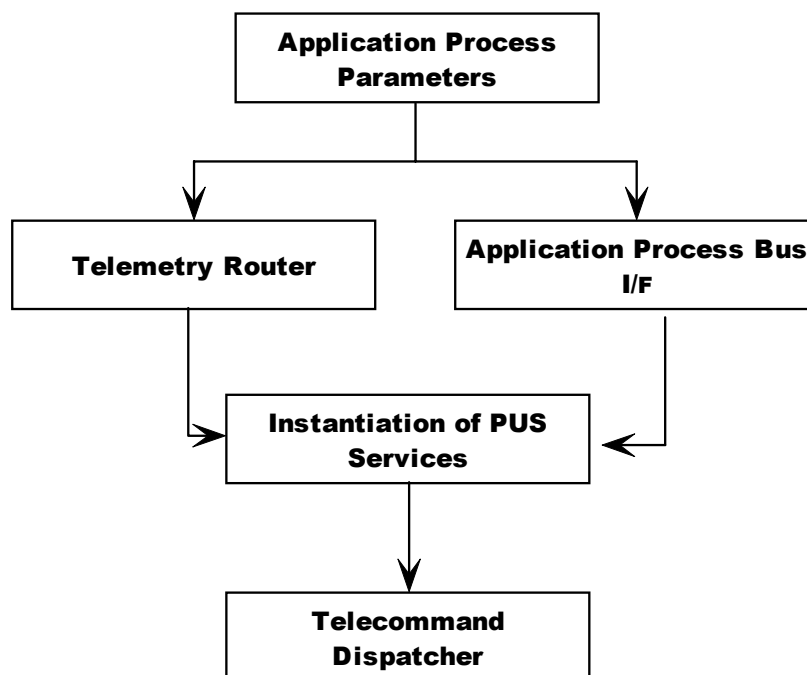 Application Process
Parameters
Telemetry Router
Application Process Bus
I/F
Instantiation of PUS
Services
Telecommand
Dispatcher